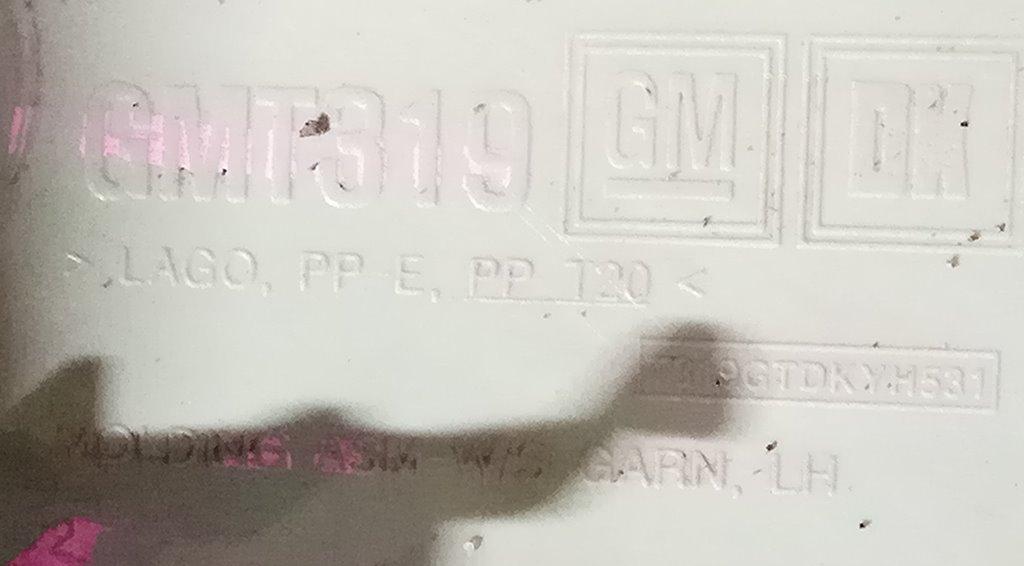 GMT319 GM DK
>,LAGO, PP E, PP T20 <
MOLDING ASM W/S GARN, LH